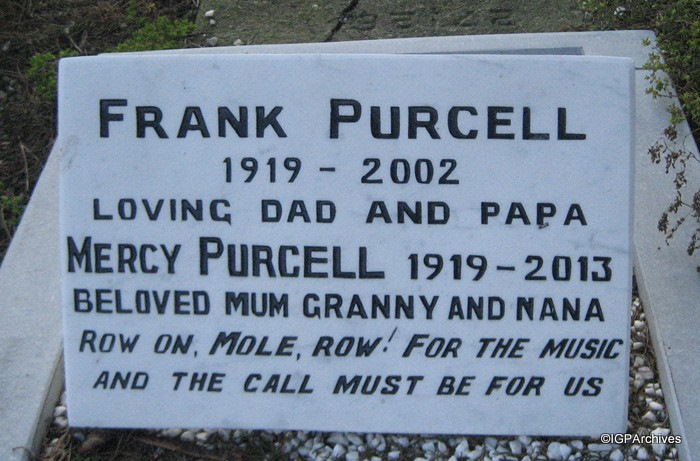 FRANK PURCELL
1919 - 2002
LOVING DAD AND PAPA
MERCY PURCELL 1919-2013
BELOVED MUM GRANNY AND NANA
ROW ON, MOLE, ROW! FOR THE MUSIC
AND THE CALL MUST BE FOR US
©IGPArchives